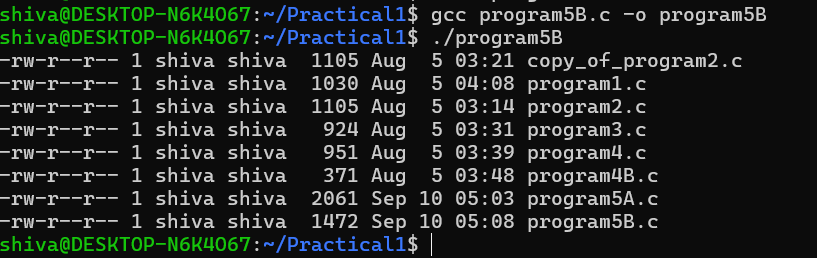 shiva@DESKTOP-N6K4O67:~/Practical1$ gcc program5B.c -o program5B
shiva@DESKTOP-N6K4O67:~/Practical1$ ./program5B
-rw-r--r-- 1 shiva shiva  1105 Aug  5 03:21 copy_of_program2.c
-rw-r--r-- 1 shiva shiva  1030 Aug  5 04:08 program1.c
-rw-r--r-- 1 shiva shiva  1105 Aug  5 03:14 program2.c
-rw-r--r-- 1 shiva shiva   924 Aug  5 03:31 program3.c
-rw-r--r-- 1 shiva shiva   951 Aug  5 03:39 program4.c
-rw-r--r-- 1 shiva shiva   371 Aug  5 03:48 program4B.c
-rw-r--r-- 1 shiva shiva  2061 Sep 10 05:03 program5A.c
-rw-r--r-- 1 shiva shiva  1472 Sep 10 05:08 program5B.c
shiva@DESKTOP-N6K4O67:~/Practical1$